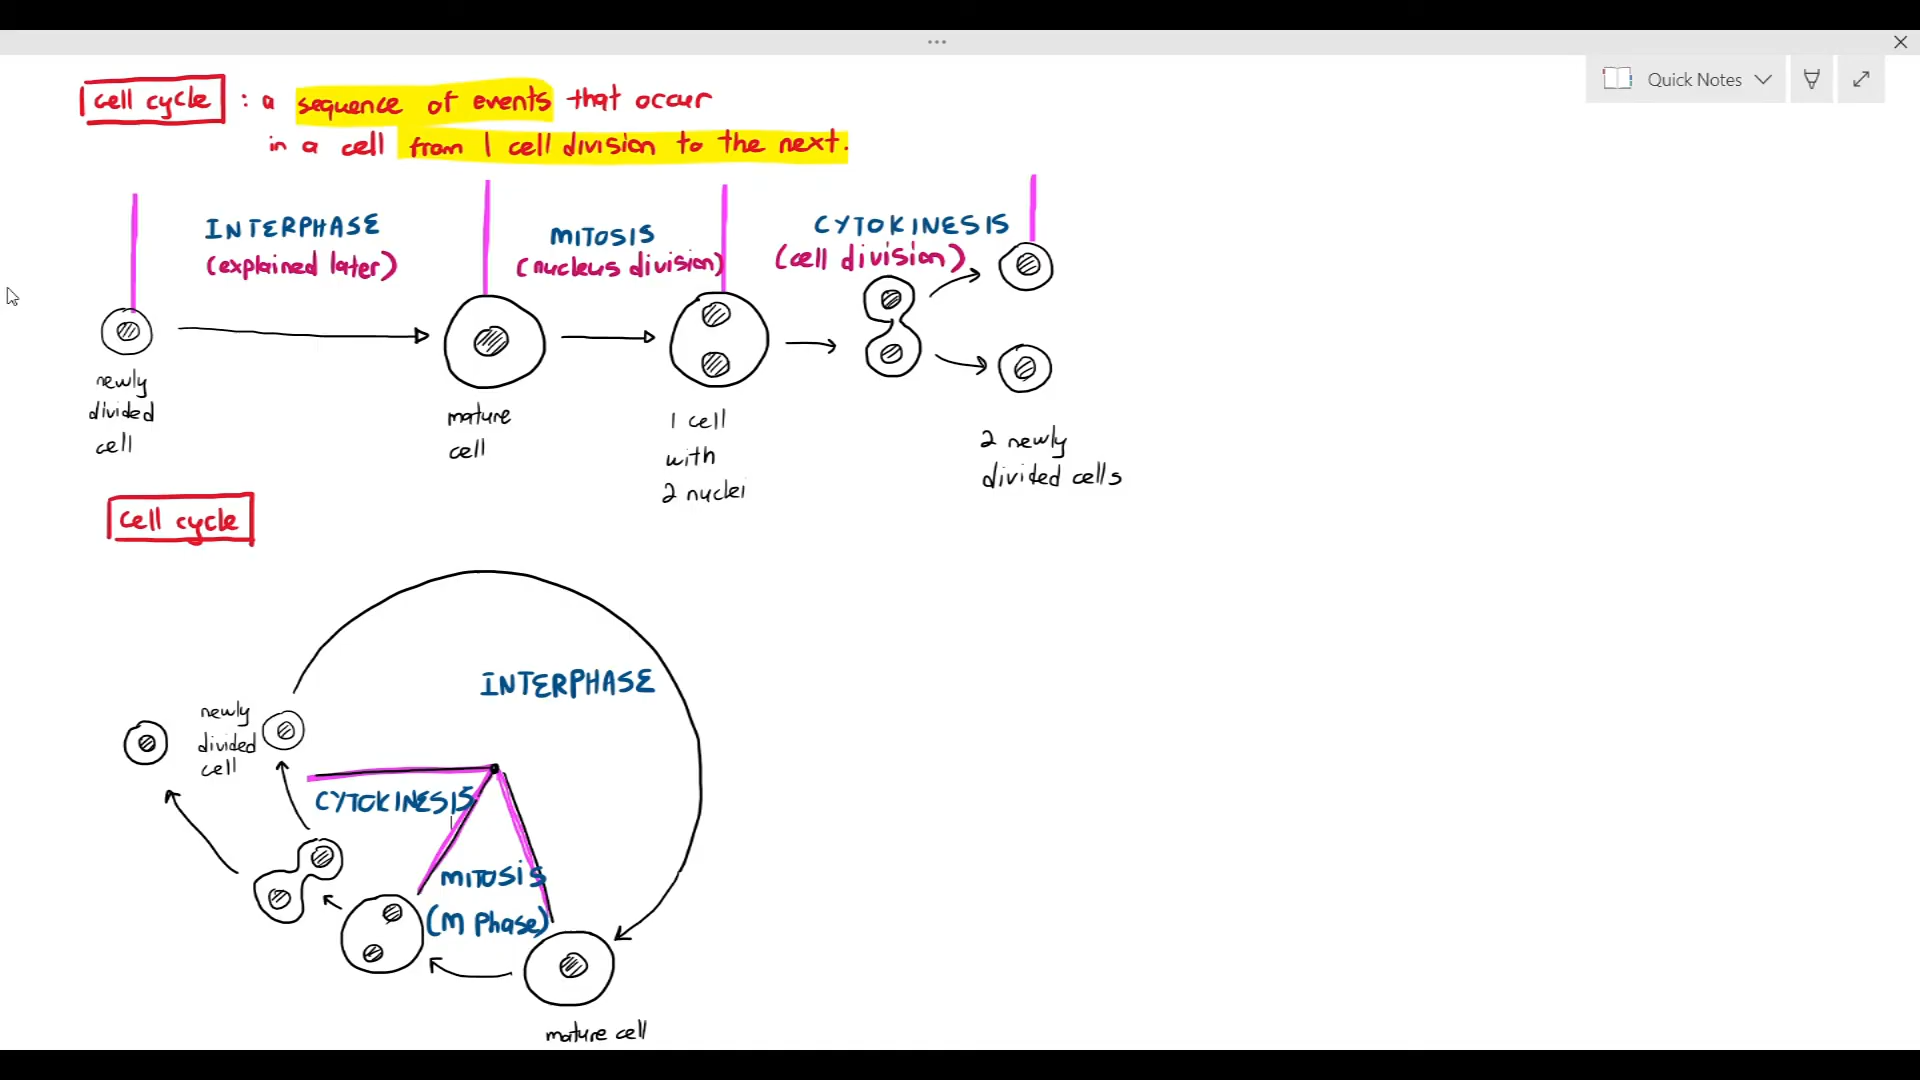 Quick Notes
cell cycle : a sequence of events that occur
in a cell from 1 cell division to the next.
INTERPHASE
(explained later)
MITOSIS
(nucleus division)
CYTOKINESIS
(cell division)
newly
divided
cell
mature
cell
1 cell
with
2 nuclei
2 newly
divided cells
cell cycle
INTERPHASE
newly
divided
cell
CYTOKINESIS
MITOSIS
(M Phase)
mature cell